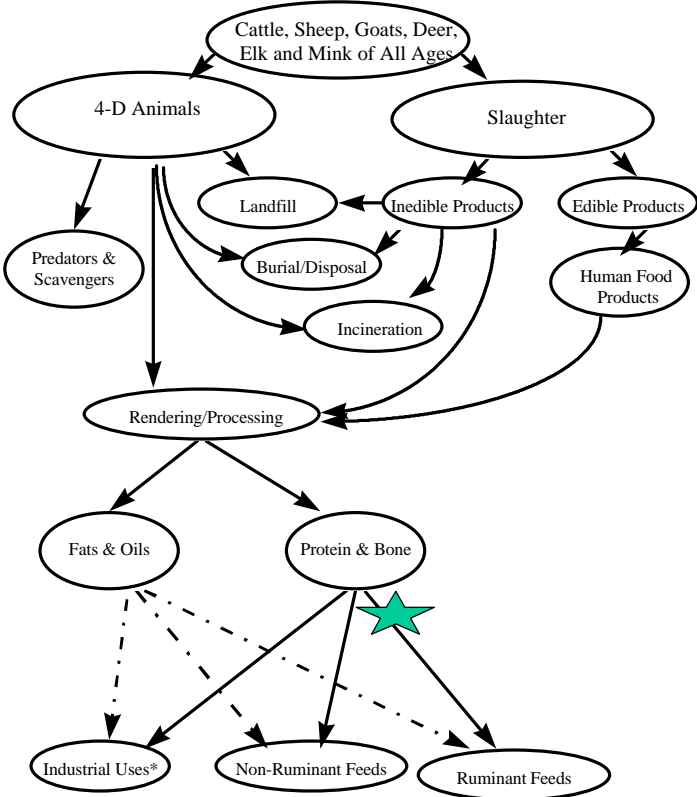 Cattle, Sheep, Goats, Deer,
Elk and Mink of All Ages
4-D Animals
Slaughter
Landfill
Inedible Products
Edible Products
Predators &
Scavengers
Burial/Disposal
Human Food
Products
Incineration
Rendering/Processing
Fats & Oils
Protein & Bone
Industrial Uses*
Non-Ruminant Feeds
Ruminant Feeds